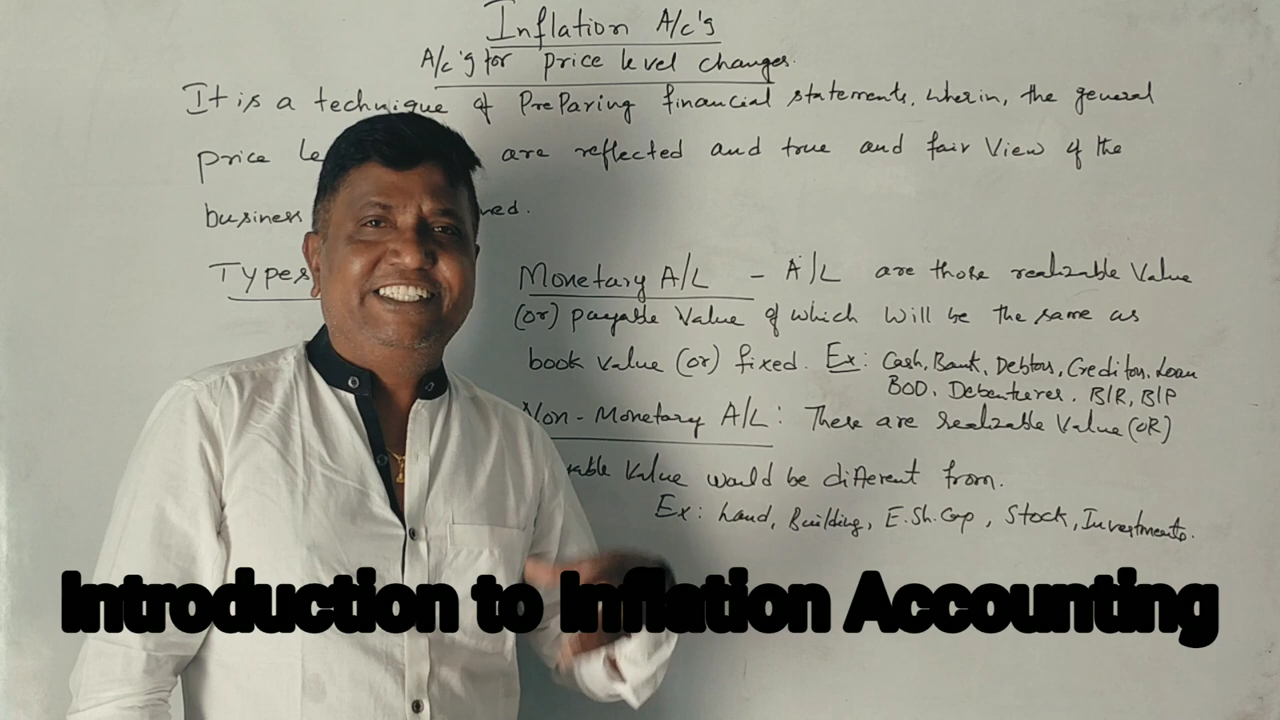 Inflation A/c's
A/c's for price level changes.
It is a technique of Preparing financial statements, wherin, the general
price le are reflected and true and fair View of the
business ned.
Types
Monetary A/L - A/L are those realizable Value
(or) payable Value of which will be the same as
book value (or) fixed. Ex: Cash, Bank, Debtors, Creditors, Loan
BOD, Debentures, B/R, B/P
Non-Monetary A/L: These are realizable Value (OR)
able Value would be different from.
Ex: Land, Building, E.Sh.Cap, Stock, Investments.
Introduction to Inflation Accounting